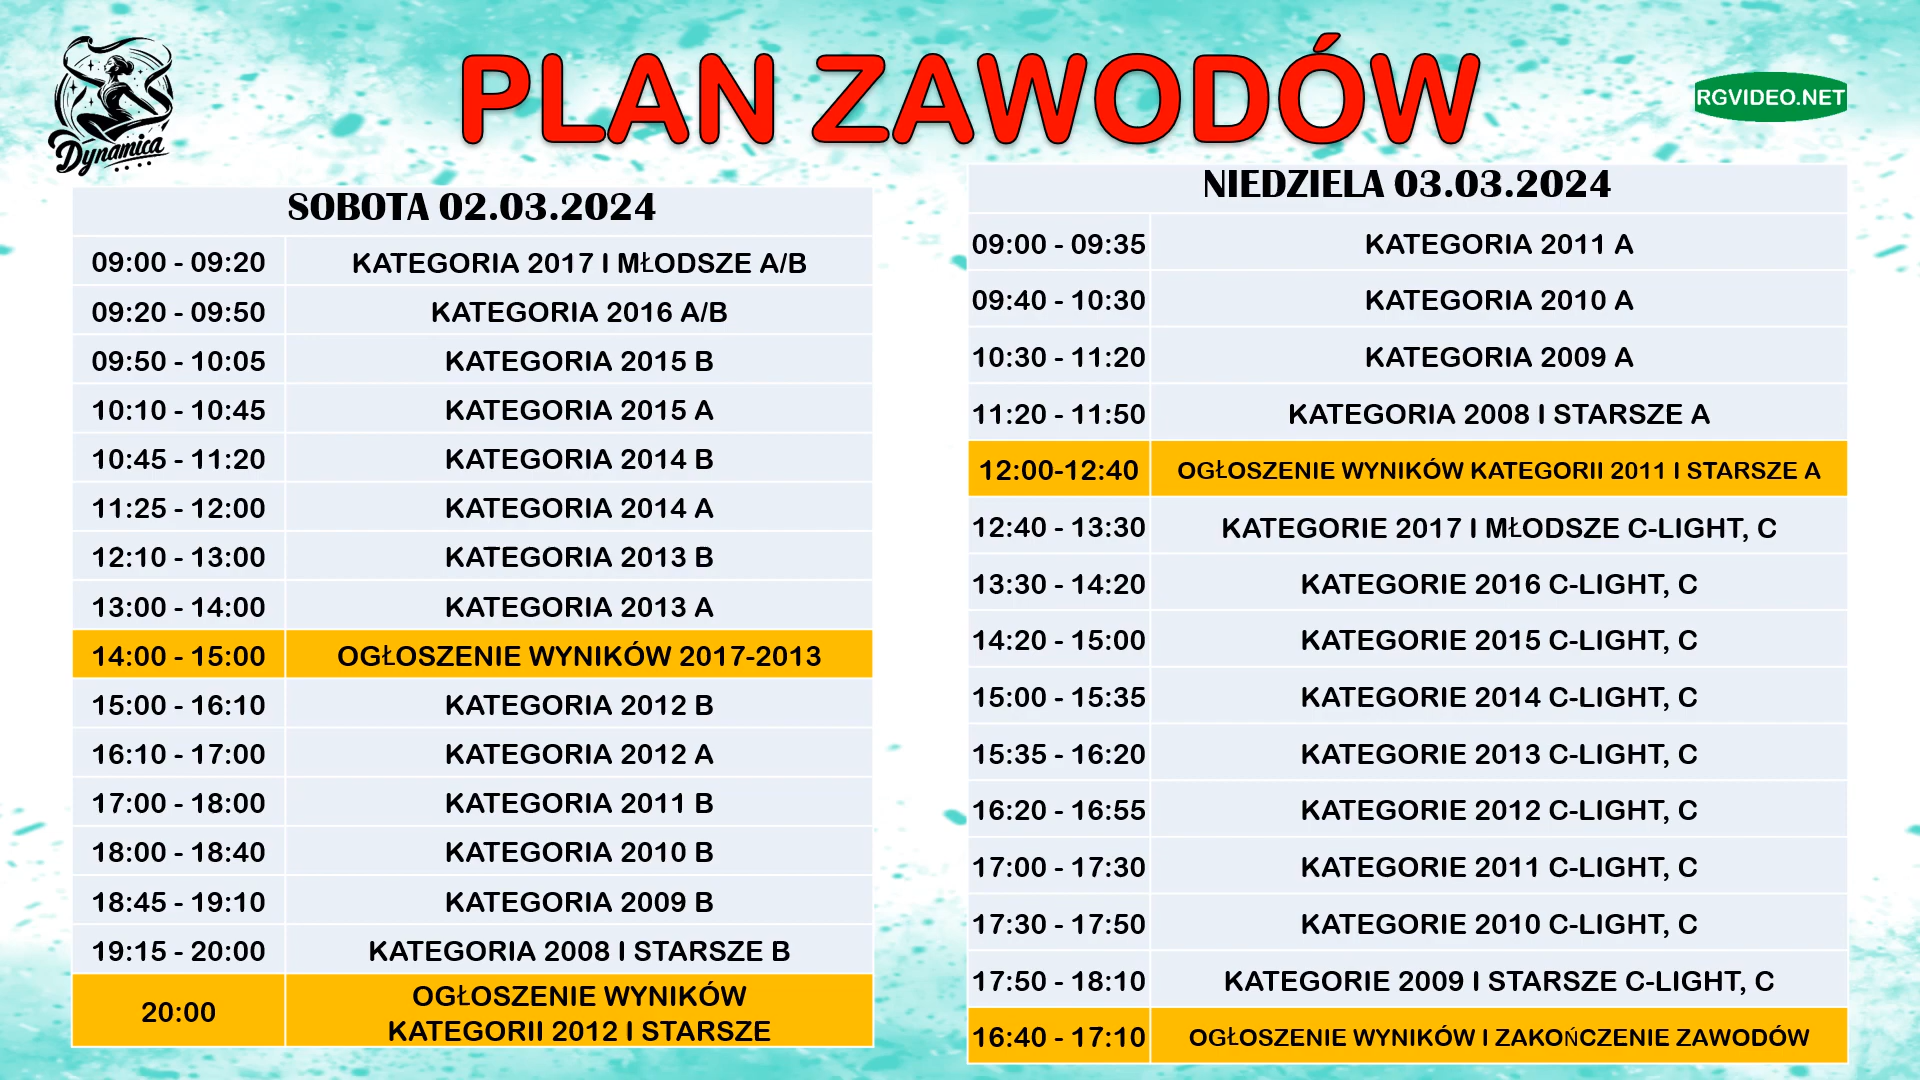 Dynamica
PLAN ZAWODÓW
RGVIDEO.NET
SOBOTA 02.03.2024
09:00 - 09:20 KATEGORIA 2017 I MŁODSZE A/B
09:20 - 09:50 KATEGORIA 2016 A/B
09:50 - 10:05 KATEGORIA 2015 B
10:10 - 10:45 KATEGORIA 2015 A
10:45 - 11:20 KATEGORIA 2014 B
11:25 - 12:00 KATEGORIA 2014 A
12:10 - 13:00 KATEGORIA 2013 B
13:00 - 14:00 KATEGORIA 2013 A
14:00 - 15:00 OGŁOSZENIE WYNIKÓW 2017-2013
15:00 - 16:10 KATEGORIA 2012 B
16:10 - 17:00 KATEGORIA 2012 A
17:00 - 18:00 KATEGORIA 2011 B
18:00 - 18:40 KATEGORIA 2010 B
18:45 - 19:10 KATEGORIA 2009 B
19:15 - 20:00 KATEGORIA 2008 I STARSZE B
20:00 OGŁOSZENIE WYNIKÓW
KATEGORII 2012 I STARSZE
NIEDZIELA 03.03.2024
09:00 - 09:35 KATEGORIA 2011 A
09:40 - 10:30 KATEGORIA 2010 A
10:30 - 11:20 KATEGORIA 2009 A
11:20 - 11:50 KATEGORIA 2008 I STARSZE A
12:00-12:40 OGŁOSZENIE WYNIKÓW KATEGORII 2011 I STARSZE A
12:40 - 13:30 KATEGORIE 2017 I MŁODSZE C-LIGHT, C
13:30 - 14:20 KATEGORIE 2016 C-LIGHT, C
14:20 - 15:00 KATEGORIE 2015 C-LIGHT, C
15:00 - 15:35 KATEGORIE 2014 C-LIGHT, C
15:35 - 16:20 KATEGORIE 2013 C-LIGHT, C
16:20 - 16:55 KATEGORIE 2012 C-LIGHT, C
17:00 - 17:30 KATEGORIE 2011 C-LIGHT, C
17:30 - 17:50 KATEGORIE 2010 C-LIGHT, C
17:50 - 18:10 KATEGORIE 2009 I STARSZE C-LIGHT, C
16:40 - 17:10 OGŁOSZENIE WYNIKÓW I ZAKOŃCZENIE ZAWODÓW